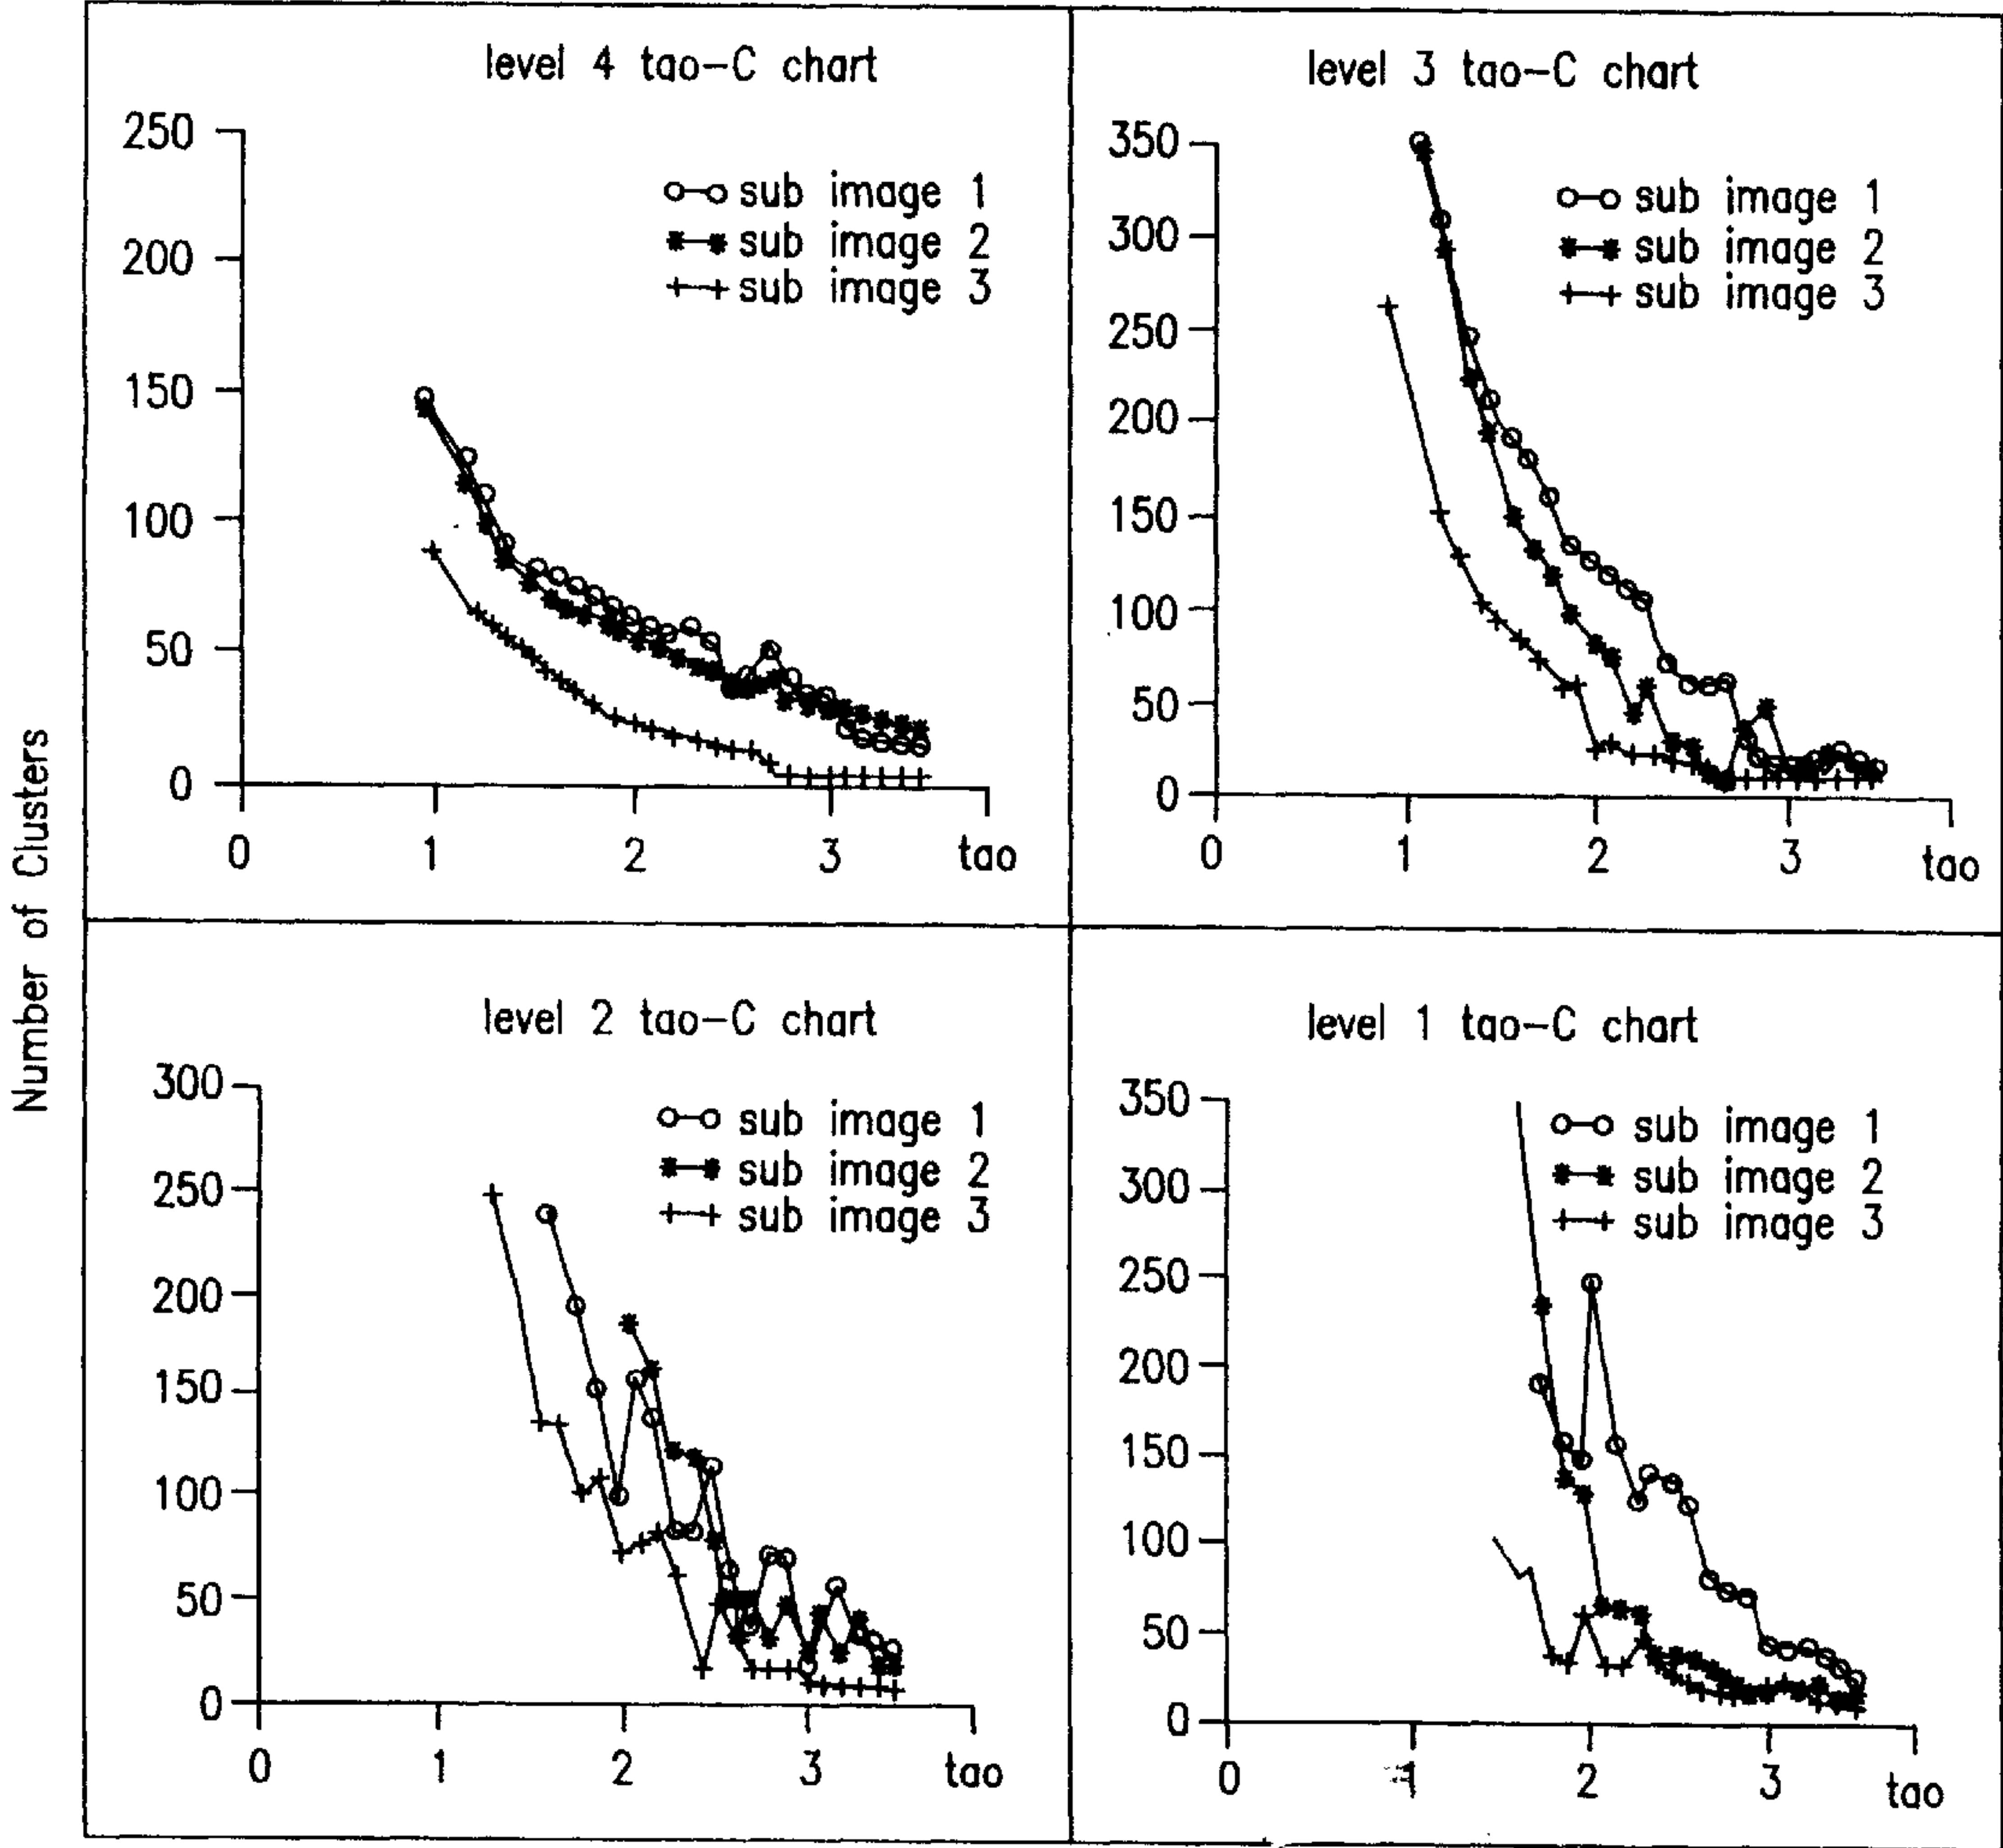 Number of Clusters
level 4 tao-C chart
250
200
150
100
50
0
sub image 1
sub image 2
sub image 3
0 1 2 3 tao
level 3 tao-C chart
350
300
250
200
150
100
50
0
sub image 1
sub image 2
sub image 3
0 1 2 3 tao
level 2 tao-C chart
300
250
200
150
100
50
0
sub image 1
sub image 2
sub image 3
0 1 2 3 tao
level 1 tao-C chart
350
300
250
200
150
100
50
0
sub image 1
sub image 2
sub image 3
0 1 2 3 tao